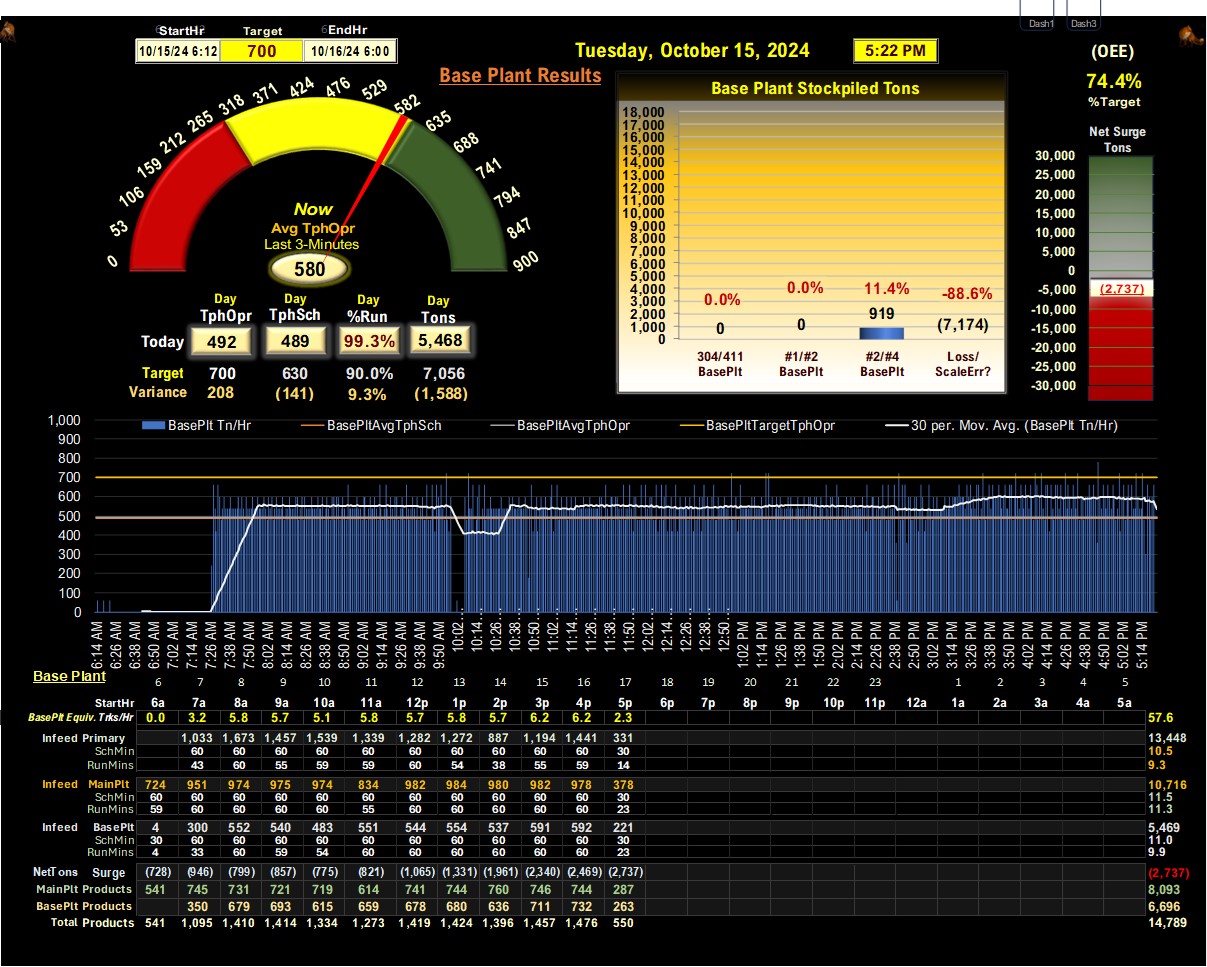 Dash1 Dash3
StartHr Target EndHr
10/15/24 6:12 700 10/16/24 6:00
Tuesday, October 15, 2024 5:22 PM
(OEE)
74.4%
%Target
Base Plant Results
0 53 106 159 212 265 318 371 424 476 529 582 635 688 741 794 847 900
Now
Avg TphOpr
Last 3-Minutes
580
Day Day Day Day
TphOpr TphSch %Run Tons
Today 492 489 99.3% 5,468
Target 700 630 90.0% 7,056
Variance 208 (141) 9.3% (1,588)
Base Plant Stockpiled Tons
18,000
17,000
16,000
15,000
14,000
13,000
12,000
11,000
10,000
9,000
8,000
7,000
6,000
5,000
4,000
3,000
2,000
1,000
0
0.0% 0.0% 11.4% -88.6%
0 0 919 (7,174)
304/411 #1/#2 #2/#4 Loss/
BasePlt BasePlt BasePlt ScaleErr?
Net Surge
Tons
30,000
25,000
20,000
15,000
10,000
5,000
0
-5,000
-10,000
-15,000
-20,000
-25,000
-30,000
(2,737)
BasePlt Tn/Hr BasePltAvgTphSch BasePltAvgTphOpr BasePltTargetTphOpr 30 per. Mov. Avg. (BasePlt Tn/Hr)
1,000
900
800
700
600
500
400
300
200
100
0
6:14 AM 6:26 AM 6:38 AM 6:50 AM 7:02 AM 7:14 AM 7:26 AM 7:38 AM 7:50 AM 8:02 AM 8:14 AM 8:26 AM 8:38 AM 8:50 AM 9:02 AM 9:14 AM 9:26 AM 9:38 AM 9:50 AM 10:02... 10:14... 10:26... 10:38... 10:50... 11:02... 11:14... 11:26... 11:38... 11:50... 12:02... 12:14... 12:26... 12:38... 12:50... 1:02 PM 1:14 PM 1:26 PM 1:38 PM 1:50 PM 2:02 PM 2:14 PM 2:26 PM 2:38 PM 2:50 PM 3:02 PM 3:14 PM 3:26 PM 3:38 PM 3:50 PM 4:02 PM 4:14 PM 4:26 PM 4:38 PM 4:50 PM 5:02 PM 5:14 PM
Base Plant
6 7 8 9 10 11 12 13 14 15 16 17 18 19 20 21 22 23 1 2 3 4 5
StartHr 6a 7a 8a 9a 10a 11a 12p 1p 2p 3p 4p 5p 6p 7p 8p 9p 10p 11p 12a 1a 2a 3a 4a 5a
BasePlt Equiv. Trks/Hr 0.0 3.2 5.8 5.7 5.1 5.8 5.7 5.8 5.7 6.2 6.2 2.3 57.6
Infeed Primary 1,033 1,673 1,457 1,539 1,339 1,282 1,272 887 1,194 1,441 331 13,448
SchMin 60 60 60 60 60 60 60 60 60 60 30 10.5
RunMins 43 60 55 59 59 60 54 38 55 59 14 9.3
Infeed MainPlt 724 951 974 975 974 834 982 984 980 982 978 378 10,716
SchMin 60 60 60 60 60 60 60 60 60 60 60 30 11.5
RunMins 59 60 60 60 60 55 60 60 60 60 60 23 11.3
Infeed BasePlt 4 300 552 540 483 551 544 554 537 591 592 221 5,469
SchMin 30 60 60 60 60 60 60 60 60 60 60 30 11.0
RunMins 4 33 60 59 54 60 60 60 60 60 60 23 9.9
NetTons Surge (728) (946) (799) (857) (775) (821) (1,065) (1,331) (1,961) (2,340) (2,469) (2,737) (2,737)
MainPlt Products 541 745 731 721 719 614 741 744 760 746 744 287 8,093
BasePlt Products 350 679 693 615 659 678 680 636 711 732 263 6,696
Total Products 541 1,095 1,410 1,414 1,334 1,273 1,419 1,424 1,396 1,457 1,476 550 14,789